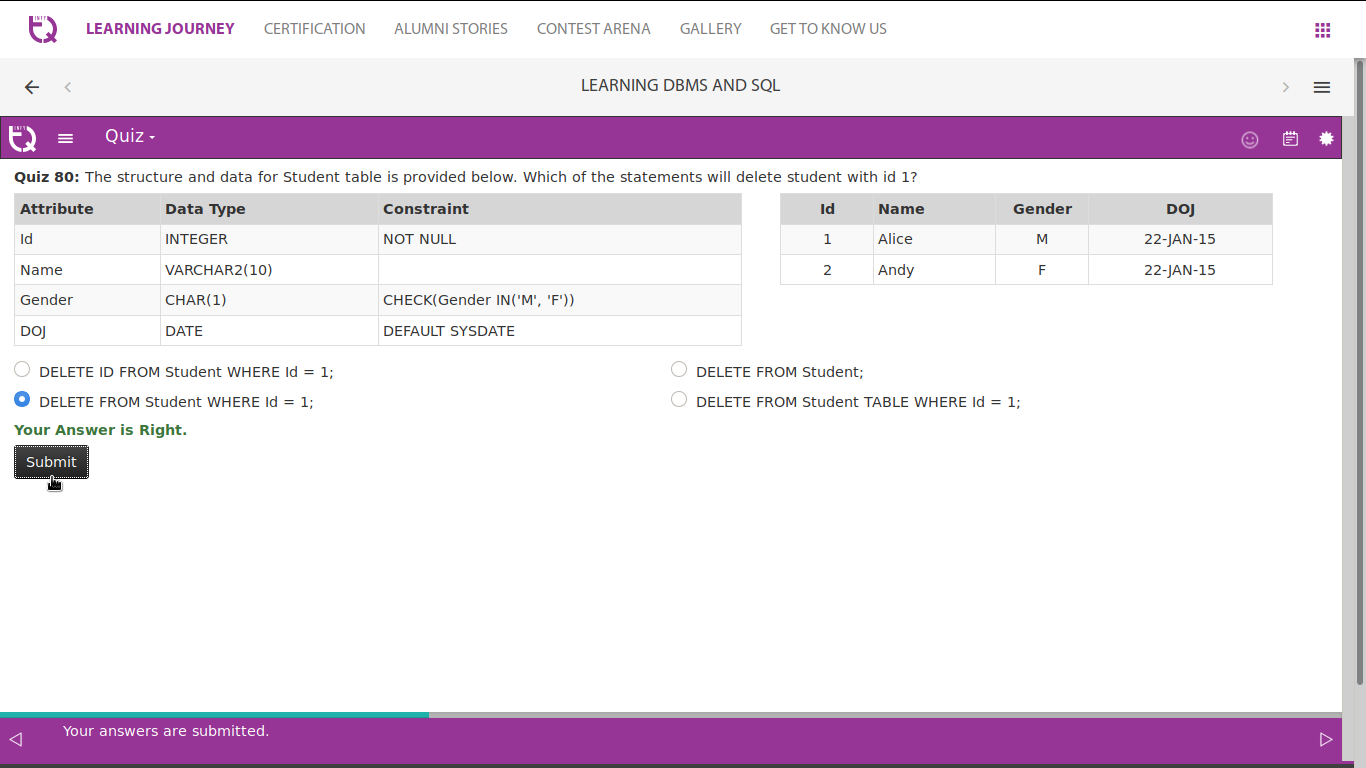 LEARNING JOURNEY CERTIFICATION ALUMNI STORIES CONTEST ARENA GALLERY GET TO KNOW US
LEARNING DBMS AND SQL
Quiz
Quiz 80: The structure and data for Student table is provided below. Which of the statements will delete student with id 1?
Attribute Data Type Constraint
Id INTEGER NOT NULL
Name VARCHAR2(10)
Gender CHAR(1) CHECK(Gender IN('M', 'F'))
DOJ DATE DEFAULT SYSDATE
Id Name Gender DOJ
1 Alice M 22-JAN-15
2 Andy F 22-JAN-15
DELETE ID FROM Student WHERE Id = 1;
DELETE FROM Student;
DELETE FROM Student WHERE Id = 1;
DELETE FROM Student TABLE WHERE Id = 1;
Your Answer is Right.
Submit
Your answers are submitted.